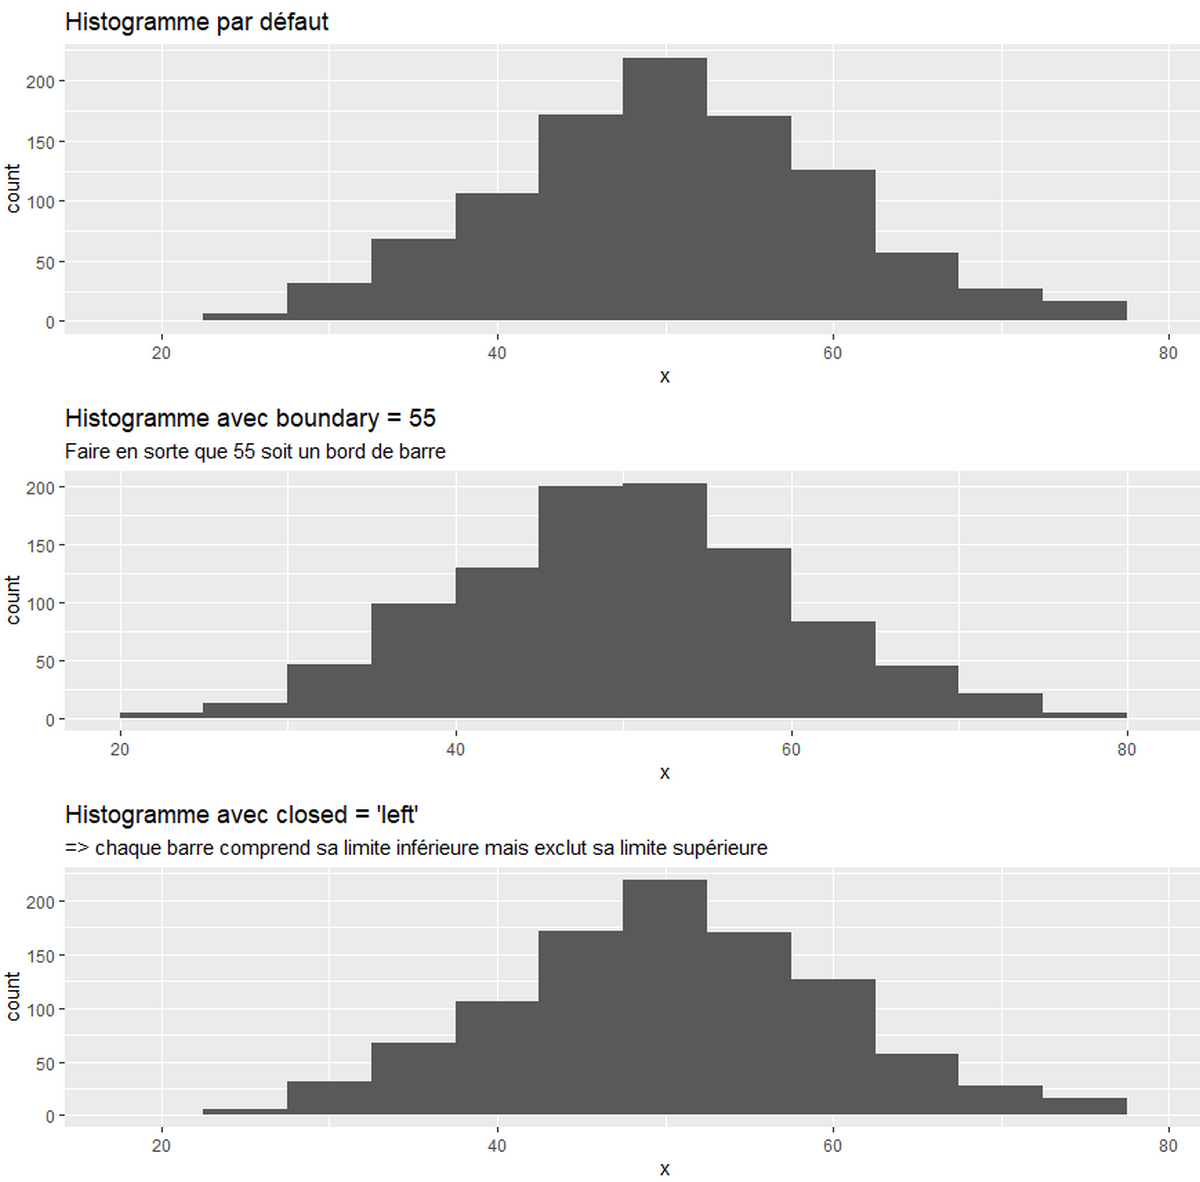 Histogramme par défaut
200
150
count
100
50
0
20 40 60 80
x
Histogramme avec boundary = 55
Faire en sorte que 55 soit un bord de barre
200
150
count
100
50
0
20 40 60 80
x
Histogramme avec closed = 'left'
=> chaque barre comprend sa limite inférieure mais exclut sa limite supérieure
200
150
count
100
50
0
20 40 60 80
x